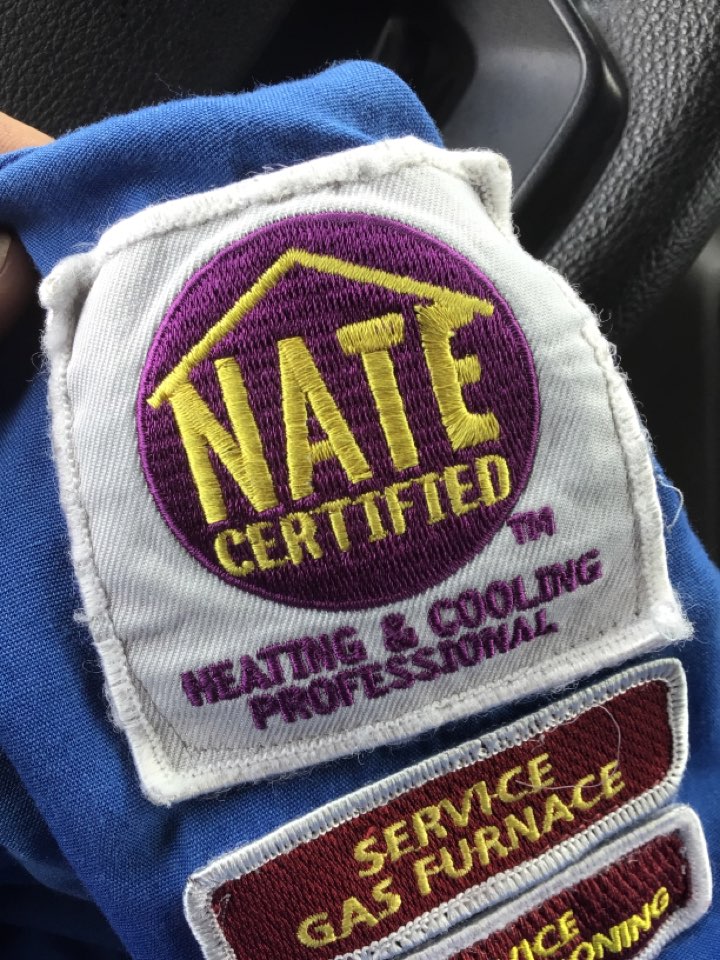 NATE
CERTIFIED
TM
HEATING & COOLING
PROFESSIONAL
SERVICE
GAS FURNACE